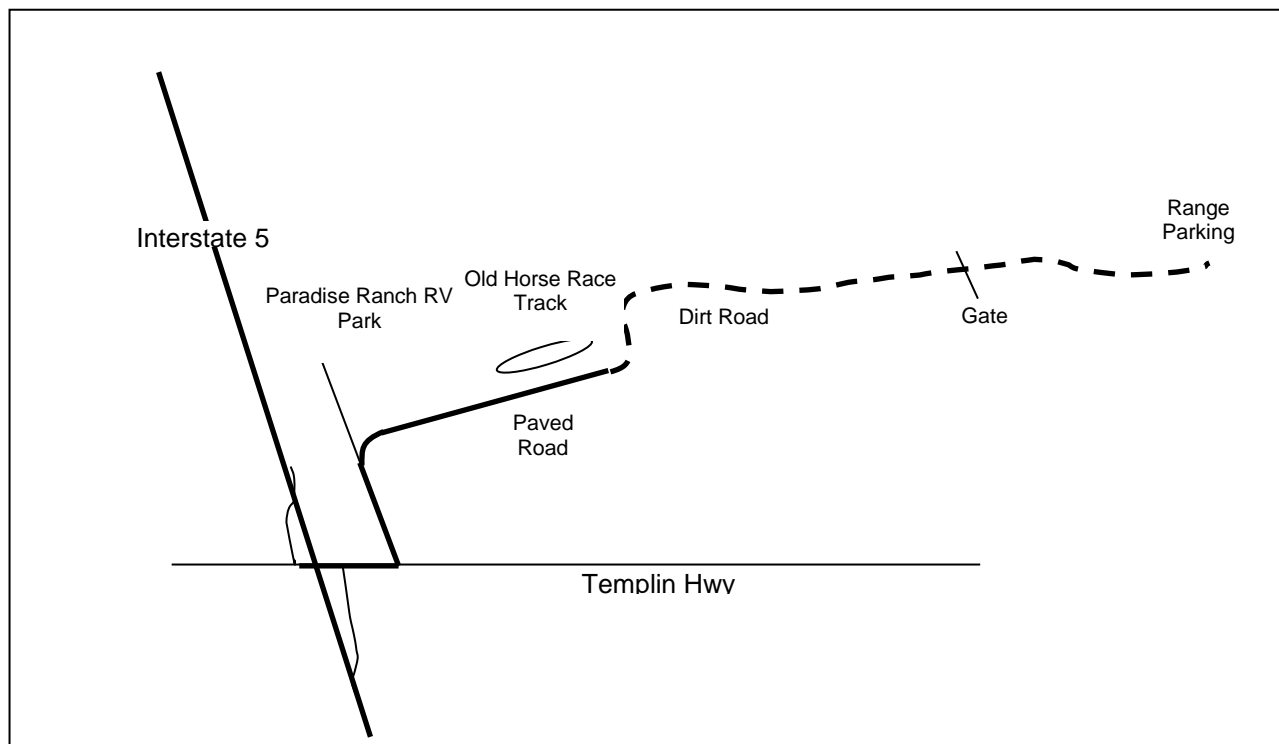 Range
Parking
Interstate 5
Old Horse Race
Track
Paradise Ranch RV
Park
Dirt Road
Gate
Paved
Road
Templin Hwy